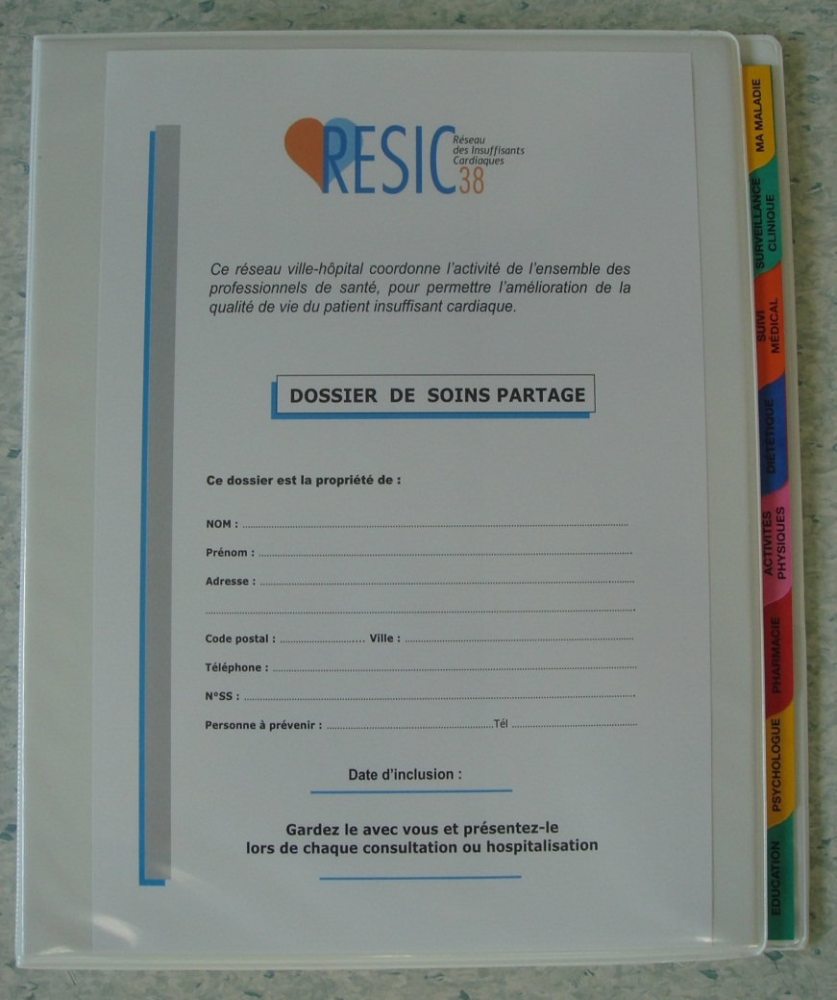 RESIC
Réseau
des Insuffisants
Cardiaques
38
Ce réseau ville-hôpital coordonne l'activité de l'ensemble des
professionnels de santé, pour permettre l'amélioration de la
qualité de vie du patient insuffisant cardiaque.
DOSSIER DE SOINS PARTAGE
Ce dossier est la propriété de :
NOM :
Prénom :
Adresse :
Code postal : Ville :
Téléphone :
N°SS :
Personne à prévenir : Tél
Date d'inclusion :
Gardez le avec vous et présentez-le
lors de chaque consultation ou hospitalisation
MA MALADIE
SURVEILLANCE
CLINIQUE
SUIVI
MÉDICAL
DIÉTÉTIQUE
ACTIVITÉS
PHYSIQUES
PHARMACIE
PSYCHOLOGUE
EDUCATION